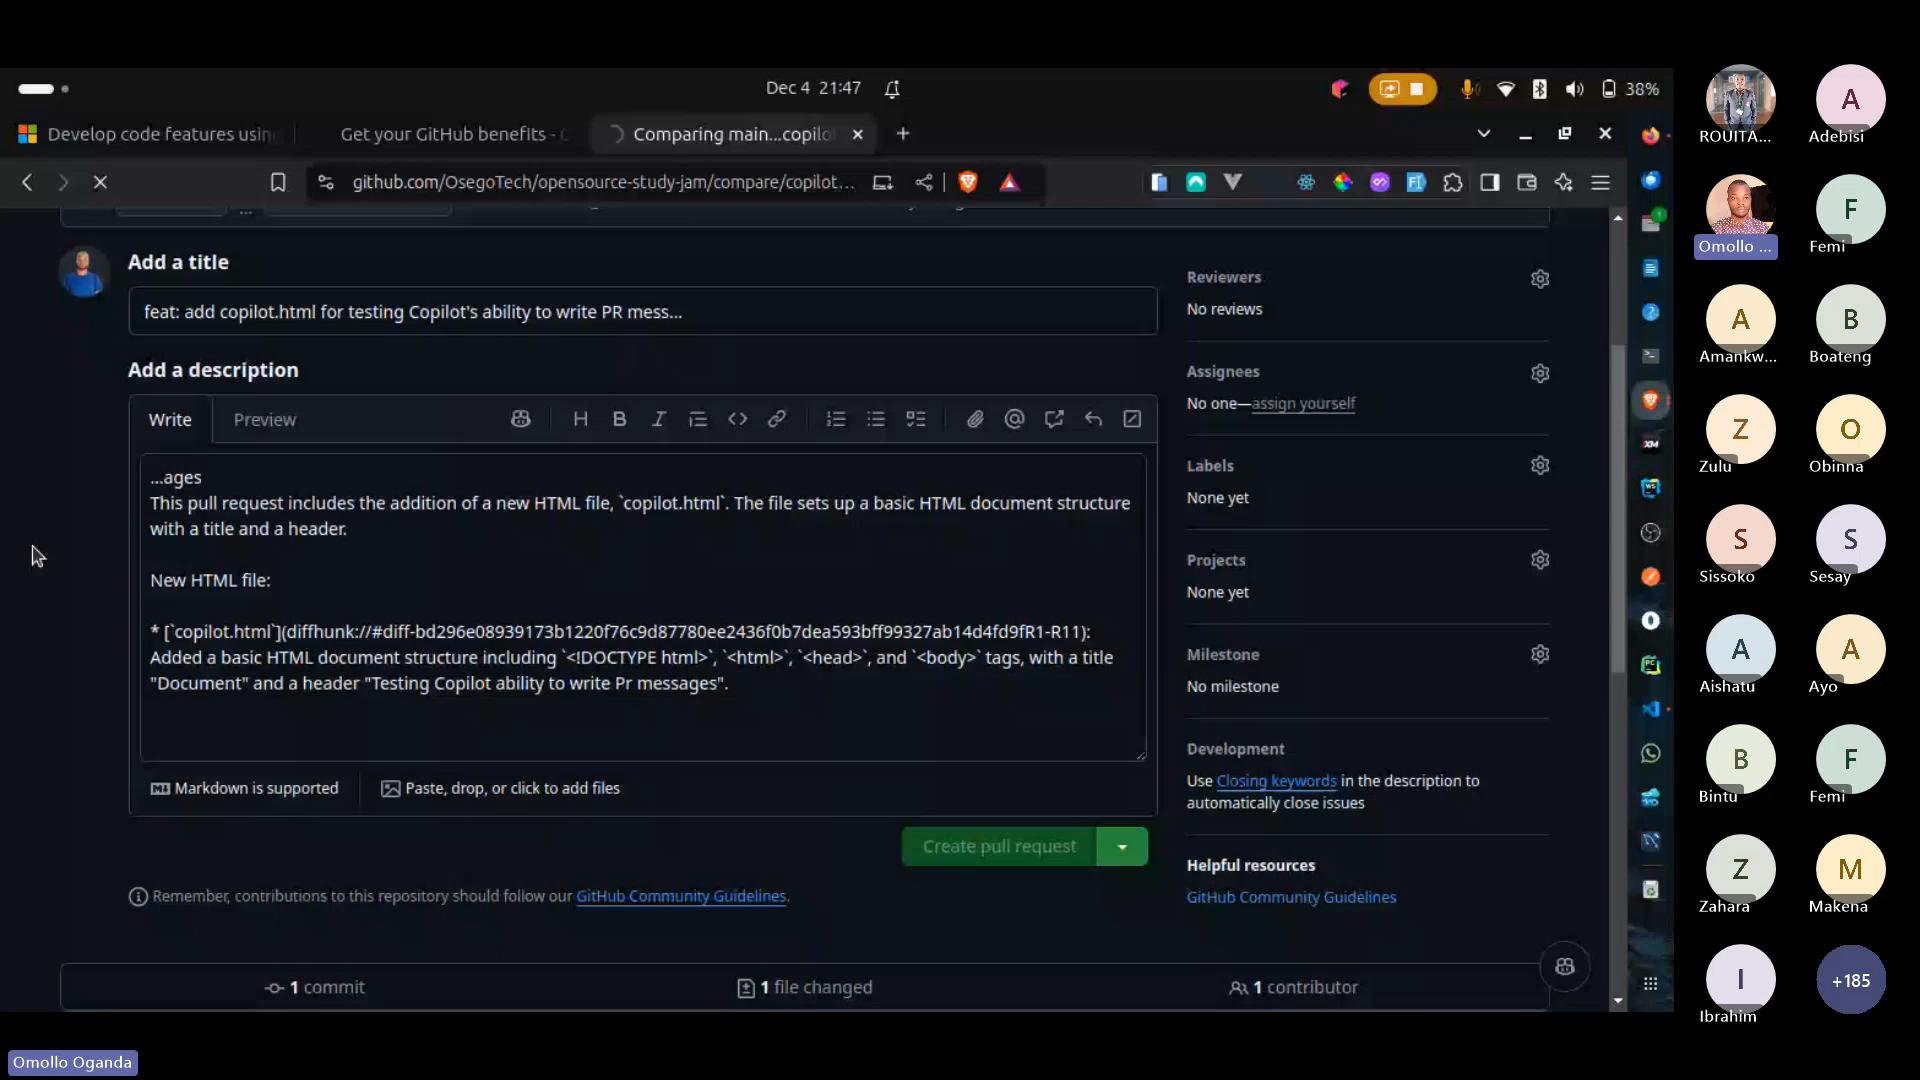 Dec 4 21:47
38%
Develop code features usin
Get your GitHub benefits -
Comparing main...copilo
github.com/OsegoTech/opensource-study-jam/compare/copilot...
Add a title
feat: add copilot.html for testing Copilot's ability to write PR mess...
Add a description
Write
Preview
...ages
This pull request includes the addition of a new HTML file, `copilot.html`. The file sets up a basic HTML document structure
with a title and a header.
New HTML file:
* [`copilot.html`](diffhunk://#diff-bd296e08939173b1220f76c9d87780ee2436f0b7dea593bff99327ab14d4fd9fR1-R11):
Added a basic HTML document structure including `<!DOCTYPE html>`, `<html>`, `<head>`, and `<body>` tags, with a title
"Document" and a header "Testing Copilot ability to write Pr messages".
Markdown is supported
Paste, drop, or click to add files
Create pull request
Remember, contributions to this repository should follow our GitHub Community Guidelines.
1 commit
1 file changed
1 contributor
Reviewers
No reviews
Assignees
No one—assign yourself
Labels
None yet
Projects
None yet
Milestone
No milestone
Development
Use Closing keywords in the description to
automatically close issues
Helpful resources
GitHub Community Guidelines
ROUITA...
A
Adebisi
Omollo ...
F
Femi
A
Amankw...
B
Boateng
Z
Zulu
O
Obinna
S
Sissoko
S
Sesay
A
Aishatu
A
Ayo
B
Bintu
F
Femi
Z
Zahara
M
Makena
I
Ibrahim
+185
Omollo Oganda